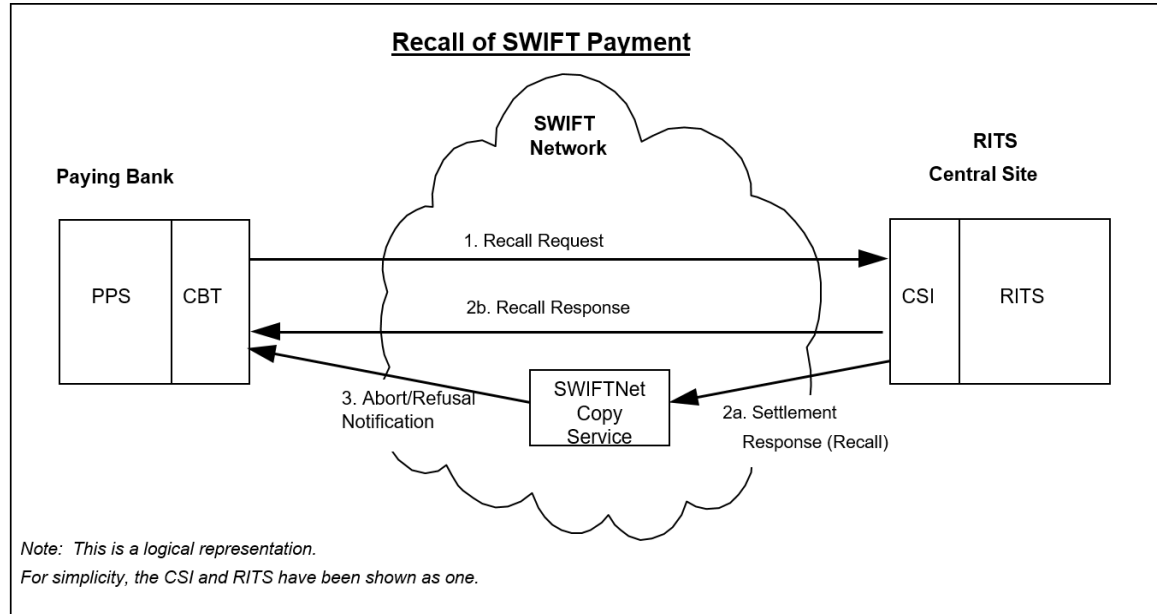 Recall of SWIFT Payment
SWIFT
Network
RITS
Central Site
Paying Bank
1. Recall Request
PPS
CBT
CSI
RITS
2b. Recall Response
3. Abort/Refusal
Notification
SWIFTNet
Copy
Service
2a. Settlement
Response (Recall)
Note: This is a logical representation.
For simplicity, the CSI and RITS have been shown as one.